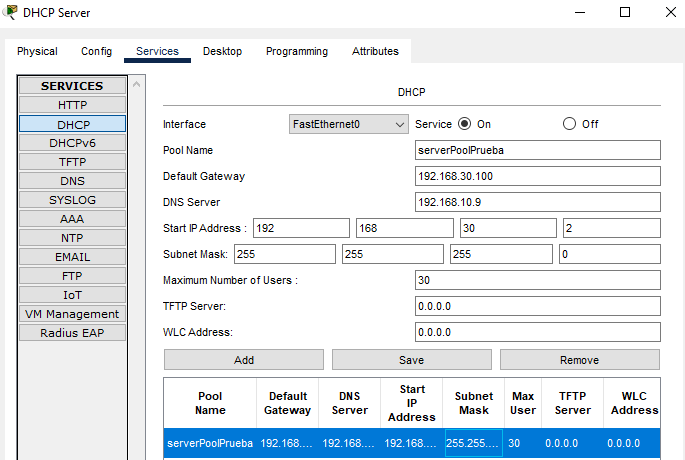 DHCP Server
Physical Config Services Desktop Programming Attributes
SERVICES
HTTP
DHCP
DHCPv6
TFTP
DNS
SYSLOG
AAA
NTP
EMAIL
FTP
IoT
VM Management
Radius EAP
DHCP
Interface FastEthernet0 Service On Off
Pool Name serverPoolPrueba
Default Gateway 192.168.30.100
DNS Server 192.168.10.9
Start IP Address : 192 168 30 2
Subnet Mask: 255 255 255 0
Maximum Number of Users : 30
TFTP Server: 0.0.0.0
WLC Address: 0.0.0.0
Add Save Remove
Pool Name Default Gateway DNS Server Start IP Address Subnet Mask Max User TFTP Server WLC Address
serverPoolPrueba 192.168.... 192.168.... 192.168.... 255.255.... 30 0.0.0.0 0.0.0.0